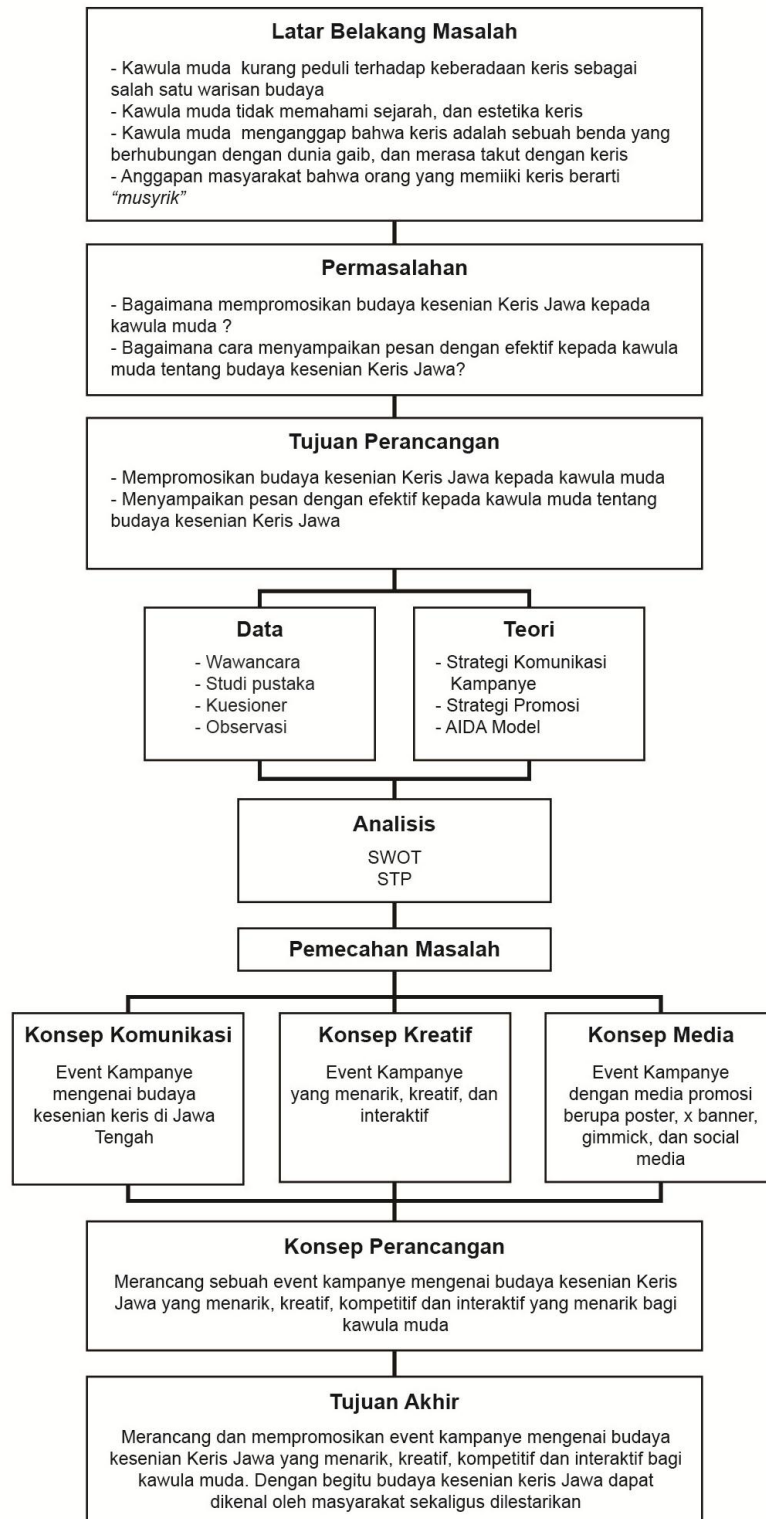 Latar Belakang Masalah
- Kawula muda kurang peduli terhadap keberadaan keris sebagai
salah satu warisan budaya
- Kawula muda tidak memahami sejarah, dan estetika keris
- Kawula muda menganggap bahwa keris adalah sebuah benda yang
berhubungan dengan dunia gaib, dan merasa takut dengan keris
- Anggapan masyarakat bahwa orang yang memiiki keris berarti
“musyrik”
Permasalahan
- Bagaimana mempromosikan budaya kesenian Keris Jawa kepada
kawula muda ?
- Bagaimana cara menyampaikan pesan dengan efektif kepada kawula
muda tentang budaya kesenian Keris Jawa?
Tujuan Perancangan
- Mempromosikan budaya kesenian Keris Jawa kepada kawula muda
- Menyampaikan pesan dengan efektif kepada kawula muda tentang
budaya kesenian Keris Jawa
Data
- Wawancara
- Studi pustaka
- Kuesioner
- Observasi
Teori
- Strategi Komunikasi
Kampanye
- Strategi Promosi
- AIDA Model
Analisis
SWOT
STP
Pemecahan Masalah
Konsep Komunikasi
Event Kampanye
mengenai budaya
kesenian keris di Jawa
Tengah
Konsep Kreatif
Event Kampanye
yang menarik, kreatif, dan
interaktif
Konsep Media
Event Kampanye
dengan media promosi
berupa poster, x banner,
gimmick, dan social
media
Konsep Perancangan
Merancang sebuah event kampanye mengenai budaya kesenian Keris
Jawa yang menarik, kreatif, kompetitif dan interaktif yang menarik bagi
kawula muda
Tujuan Akhir
Merancang dan mempromosikan event kampanye mengenai budaya
kesenian Keris Jawa yang menarik, kreatif, kompetitif dan interaktif bagi
kawula muda. Dengan begitu budaya kesenian keris Jawa dapat
dikenal oleh masyarakat sekaligus dilestarikan